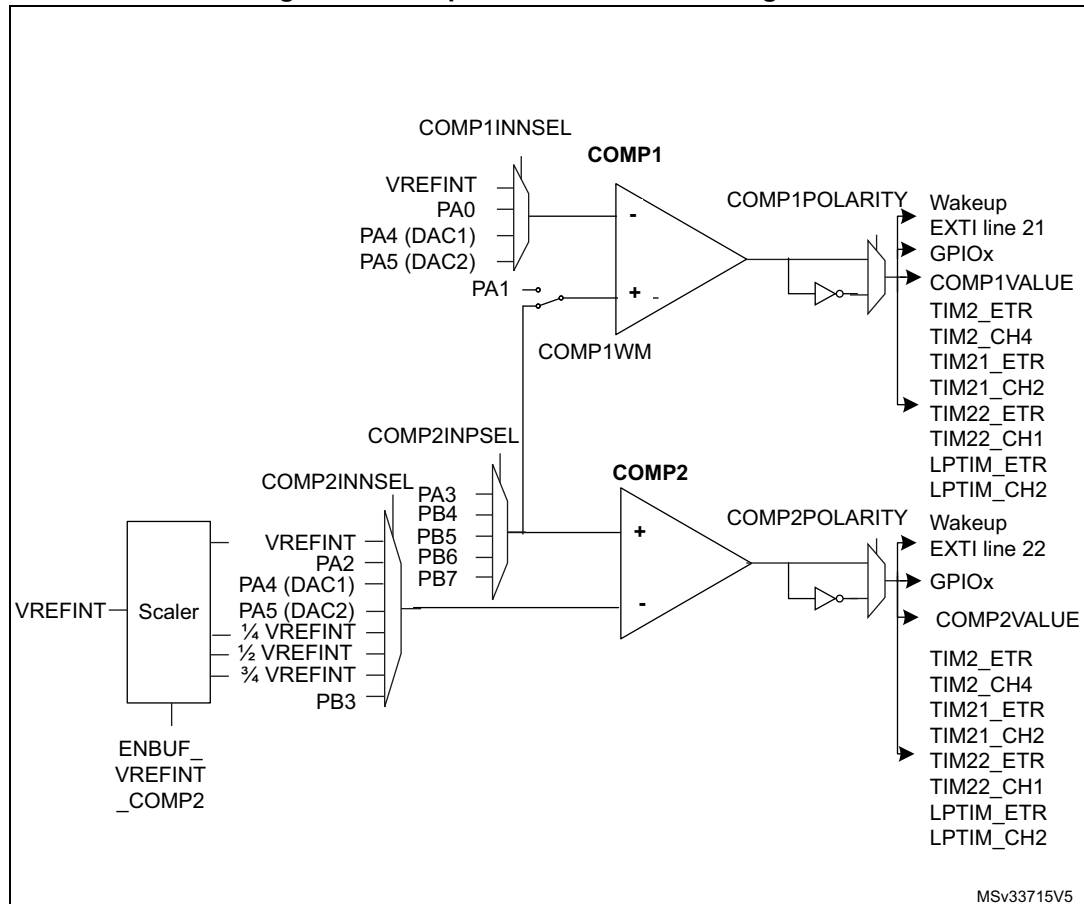 COMP1INNSEL
COMP1
VREFINT
PA0
PA4 (DAC1)
PA5 (DAC2)
PA1
-
+
-
COMP1WM
COMP1POLARITY
Wakeup
EXTI line 21
GPIOx
COMP1VALUE
TIM2_ETR
TIM2_CH4
TIM21_ETR
TIM21_CH2
TIM22_ETR
TIM22_CH1
LPTIM_ETR
LPTIM_CH2
COMP2INPSEL
PA3
PB4
PB5
PB6
PB7
COMP2INNSEL
VREFINT
PA2
PA4 (DAC1)
PA5 (DAC2)
¼ VREFINT
½ VREFINT
¾ VREFINT
PB3
VREFINT
Scaler
ENBUF_
VREFINT
_COMP2
COMP2
+
-
COMP2POLARITY
Wakeup
EXTI line 22
GPIOx
COMP2VALUE
TIM2_ETR
TIM2_CH4
TIM21_ETR
TIM21_CH2
TIM22_ETR
TIM22_CH1
LPTIM_ETR
LPTIM_CH2
MSv33715V5